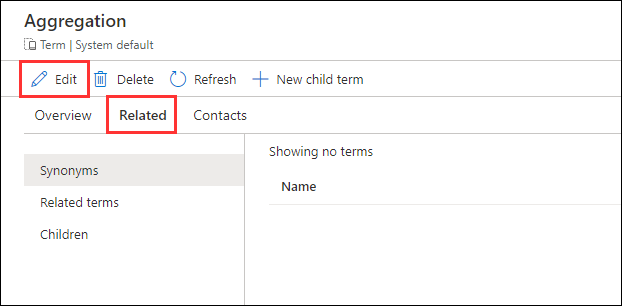 Aggregation
Term | System default
Edit Delete Refresh New child term
Overview Related Contacts
Synonyms
Related terms
Children
Showing no terms
Name